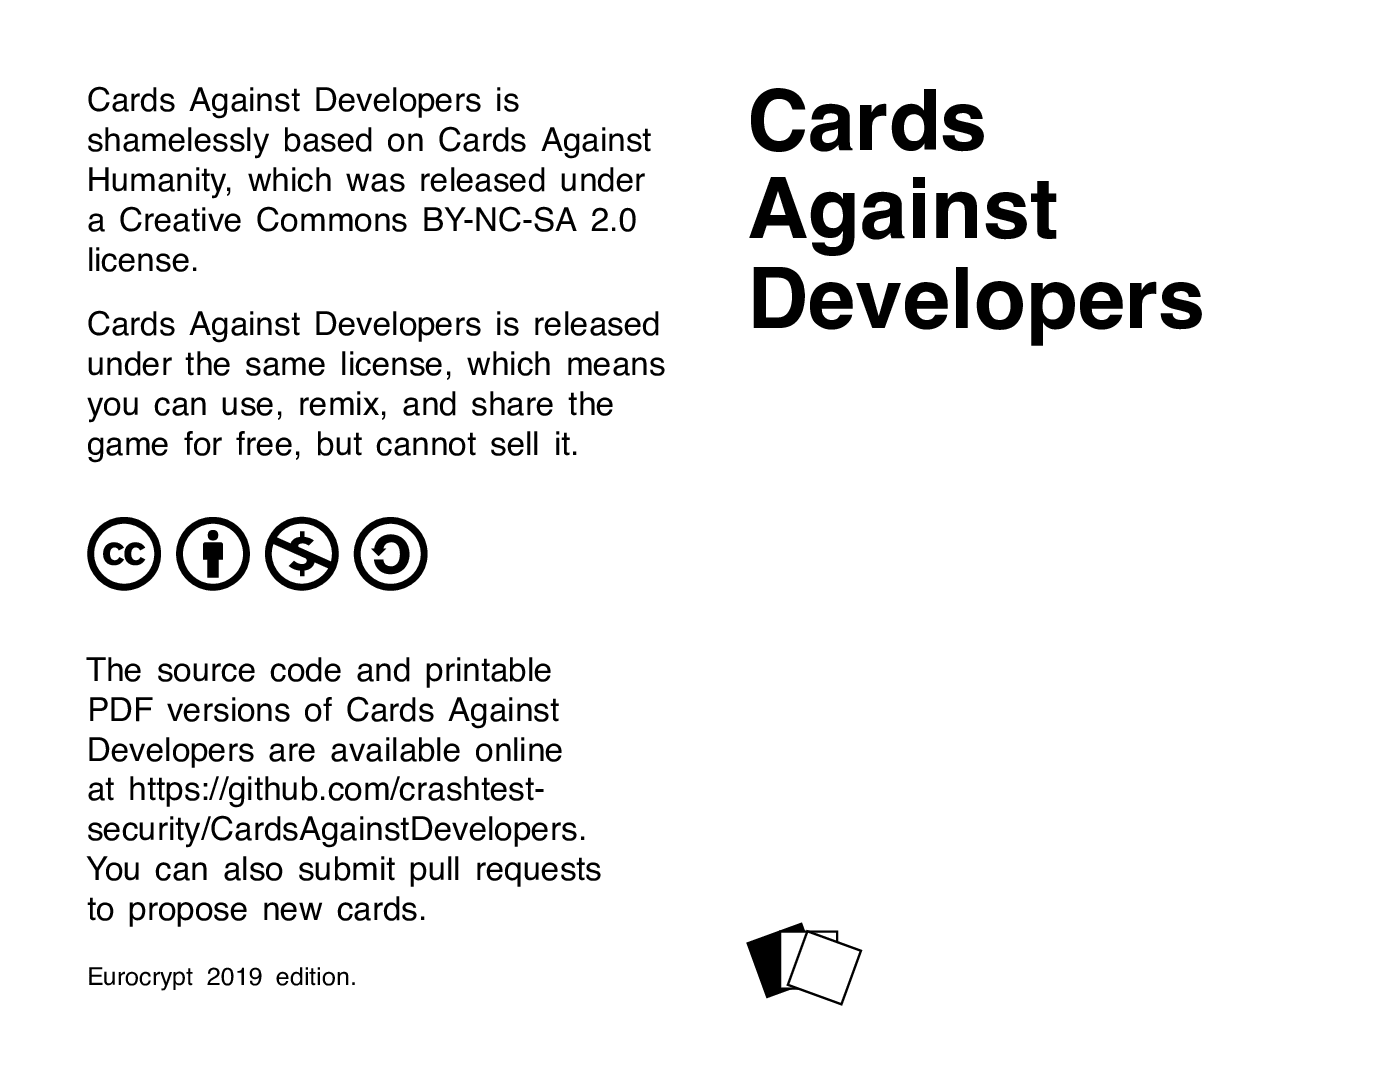 Cards Against Developers is
shamelessly based on Cards Against
Humanity, which was released under
a Creative Commons BY-NC-SA 2.0
license.
Cards Against Developers is released
under the same license, which means
you can use, remix, and share the
game for free, but cannot sell it.
cc $
The source code and printable
PDF versions of Cards Against
Developers are available online
at https://github.com/crashtest-
security/CardsAgainstDevelopers.
You can also submit pull requests
to propose new cards.
Eurocrypt 2019 edition.
Cards
Against
Developers